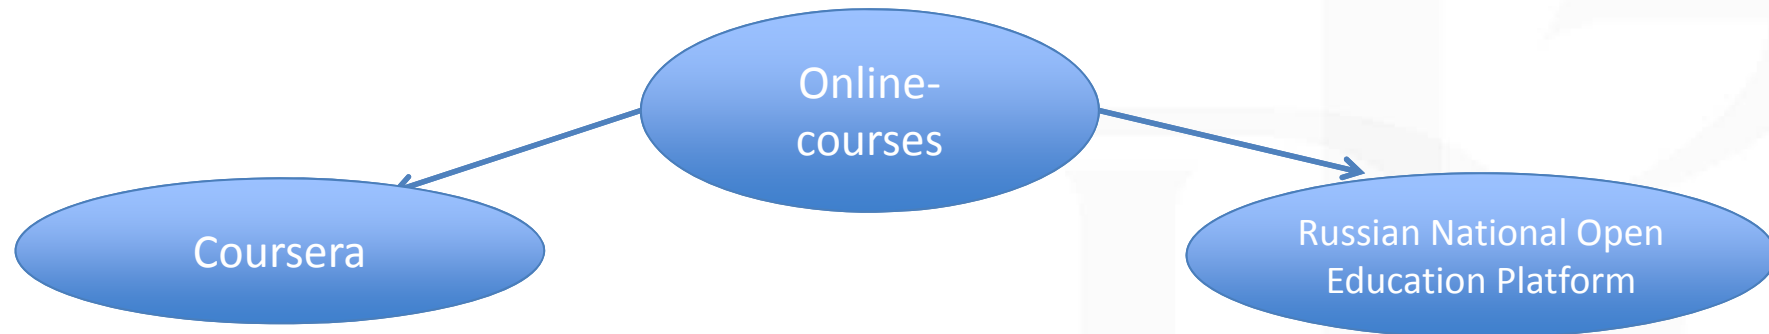 Online-
courses
Coursera
Russian National Open
Education Platform